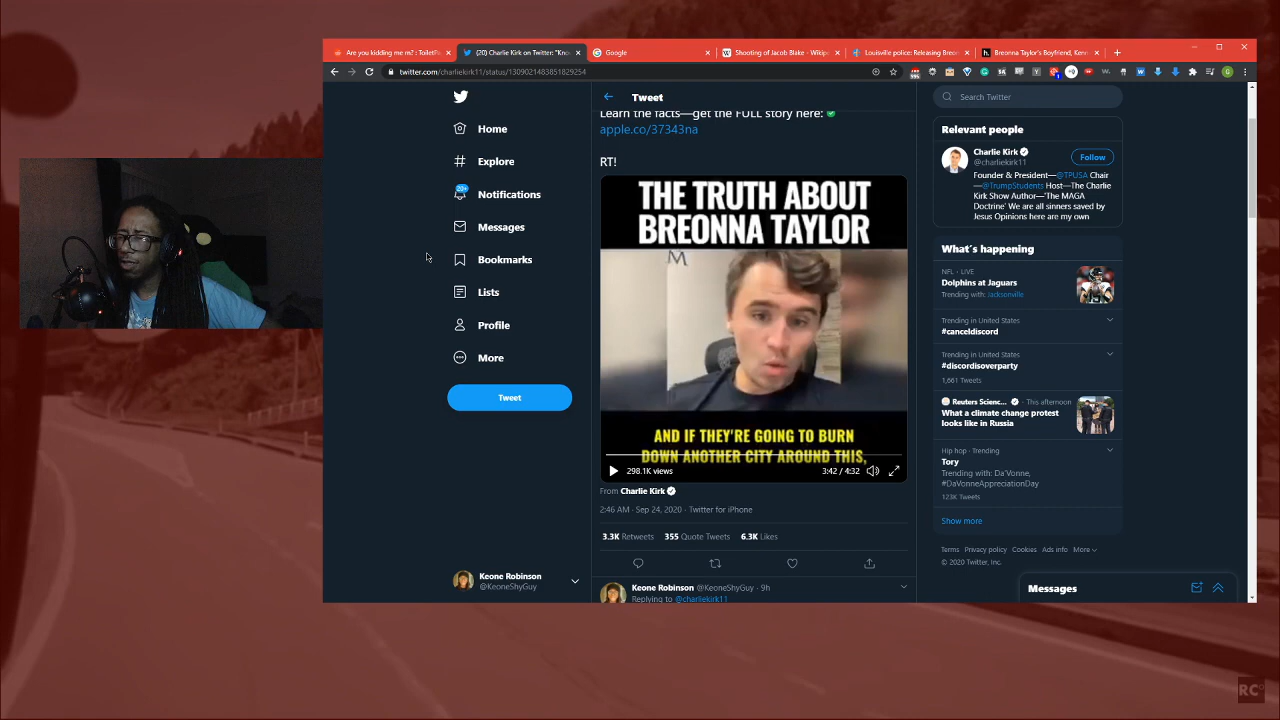 Are you kidding me rn? : ToiletPa
(20) Charlie Kirk on Twitter: "Kno
Google
Shooting of Jacob Blake - Wikipe
Louisville police: Releasing Breon
Breonna Taylor's Boyfriend, Kenn
twitter.com/charliekirk11/status/1309021483851829254
Home
Explore
20+
Notifications
Messages
Bookmarks
Lists
Profile
More
Tweet
Keone Robinson
@KeoneShyGuy
Tweet
Learn the facts—get the FULL story here:
apple.co/37343na
RT!
THE TRUTH ABOUT
BREONNA TAYLOR
AND IF THEY'RE GOING TO BURN
DOWN ANOTHER CITY AROUND THIS,
298.1K views
3:42 / 4:32
From Charlie Kirk
2:46 AM · Sep 24, 2020 · Twitter for iPhone
3.3K Retweets 355 Quote Tweets 6.3K Likes
Keone Robinson @KeoneShyGuy · 9h
Replying to @charliekirk11
Search Twitter
Relevant people
Charlie Kirk
@charliekirk11
Follow
Founder & President—@TPUSA Chair
—@TrumpStudents Host—The Charlie
Kirk Show Author—'The MAGA
Doctrine' We are all sinners saved by
Jesus Opinions here are my own
What's happening
NFL · LIVE
Dolphins at Jaguars
Trending with: Jacksonville
Trending in United States
#canceldiscord
Trending in United States
#discordisoverparty
1,661 Tweets
Reuters Scienc... · This afternoon
What a climate change protest
looks like in Russia
Hip hop · Trending
Tory
Trending with: Da'Vonne,
#DaVonneAppreciationDay
123K Tweets
Show more
Terms Privacy policy Cookies Ads info More
© 2020 Twitter, Inc.
Messages
RC